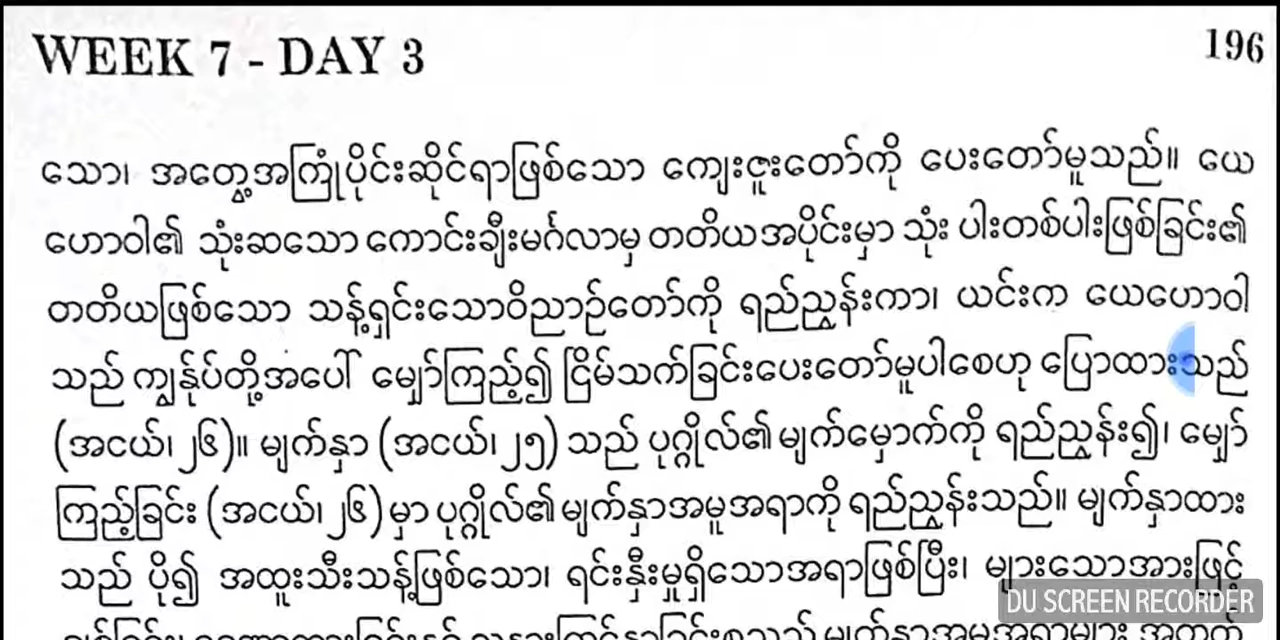 WEEK 7 - DAY 3
196
သော၊ အတွေ့အကြုံပိုင်းဆိုင်ရာဖြစ်သော ကျေးဇူးတော်ကို ပေးတော်မူသည်။ ယေ
ဟောဝါ၏ သုံးဆသော ကောင်းချီးမင်္ဂလာမှ တတိယအပိုင်းမှာ သုံး ပါးတစ်ပါးဖြစ်ခြင်း၏
တတိယဖြစ်သော သန့်ရှင်းသောဝိညာဉ်တော်ကို ရည်ညွှန်းကာ၊ ယင်းက ယေဟောဝါ
သည် ကျွန်ုပ်တို့အပေါ် မျှော်ကြည့်၍ ငြိမ်သက်ခြင်းပေးတော်မူပါစေဟု ပြောထားသည်
(အငယ်၊၂၆)။ မျက်နှာ (အငယ်၊၂၅) သည် ပုဂ္ဂိုလ်၏ မျက်မှောက်ကို ရည်ညွှန်း၍၊ မျှော်
ကြည့်ခြင်း (အငယ်၊၂၆) မှာ ပုဂ္ဂိုလ်၏ မျက်နှာအမူအရာကို ရည်ညွှန်းသည်။ မျက်နှာထား
သည် ပို၍ အထူးသီးသန့်ဖြစ်သော၊ ရင်းနှီးမှုရှိသောအရာဖြစ်ပြီး၊ များသောအားဖြင့်
DU SCREEN RECORDER